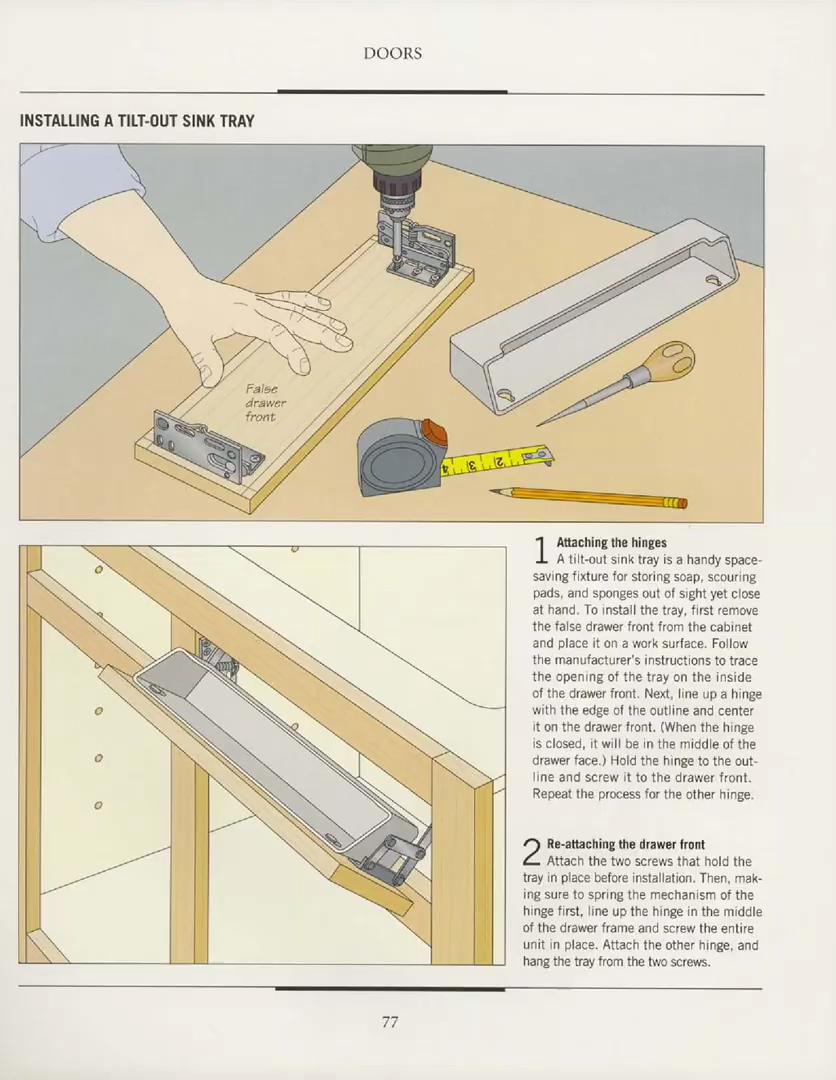 DOORS
INSTALLING A TILT-OUT SINK TRAY
False
drawer
front
4 3 2
1 Attaching the hinges
A tilt-out sink tray is a handy space-
saving fixture for storing soap, scouring
pads, and sponges out of sight yet close
at hand. To install the tray, first remove
the false drawer front from the cabinet
and place it on a work surface. Follow
the manufacturer's instructions to trace
the opening of the tray on the inside
of the drawer front. Next, line up a hinge
with the edge of the outline and center
it on the drawer front. (When the hinge
is closed, it will be in the middle of the
drawer face.) Hold the hinge to the out-
line and screw it to the drawer front.
Repeat the process for the other hinge.
2 Re-attaching the drawer front
Attach the two screws that hold the
tray in place before installation. Then, mak-
ing sure to spring the mechanism of the
hinge first, line up the hinge in the middle
of the drawer frame and screw the entire
unit in place. Attach the other hinge, and
hang the tray from the two screws.
77